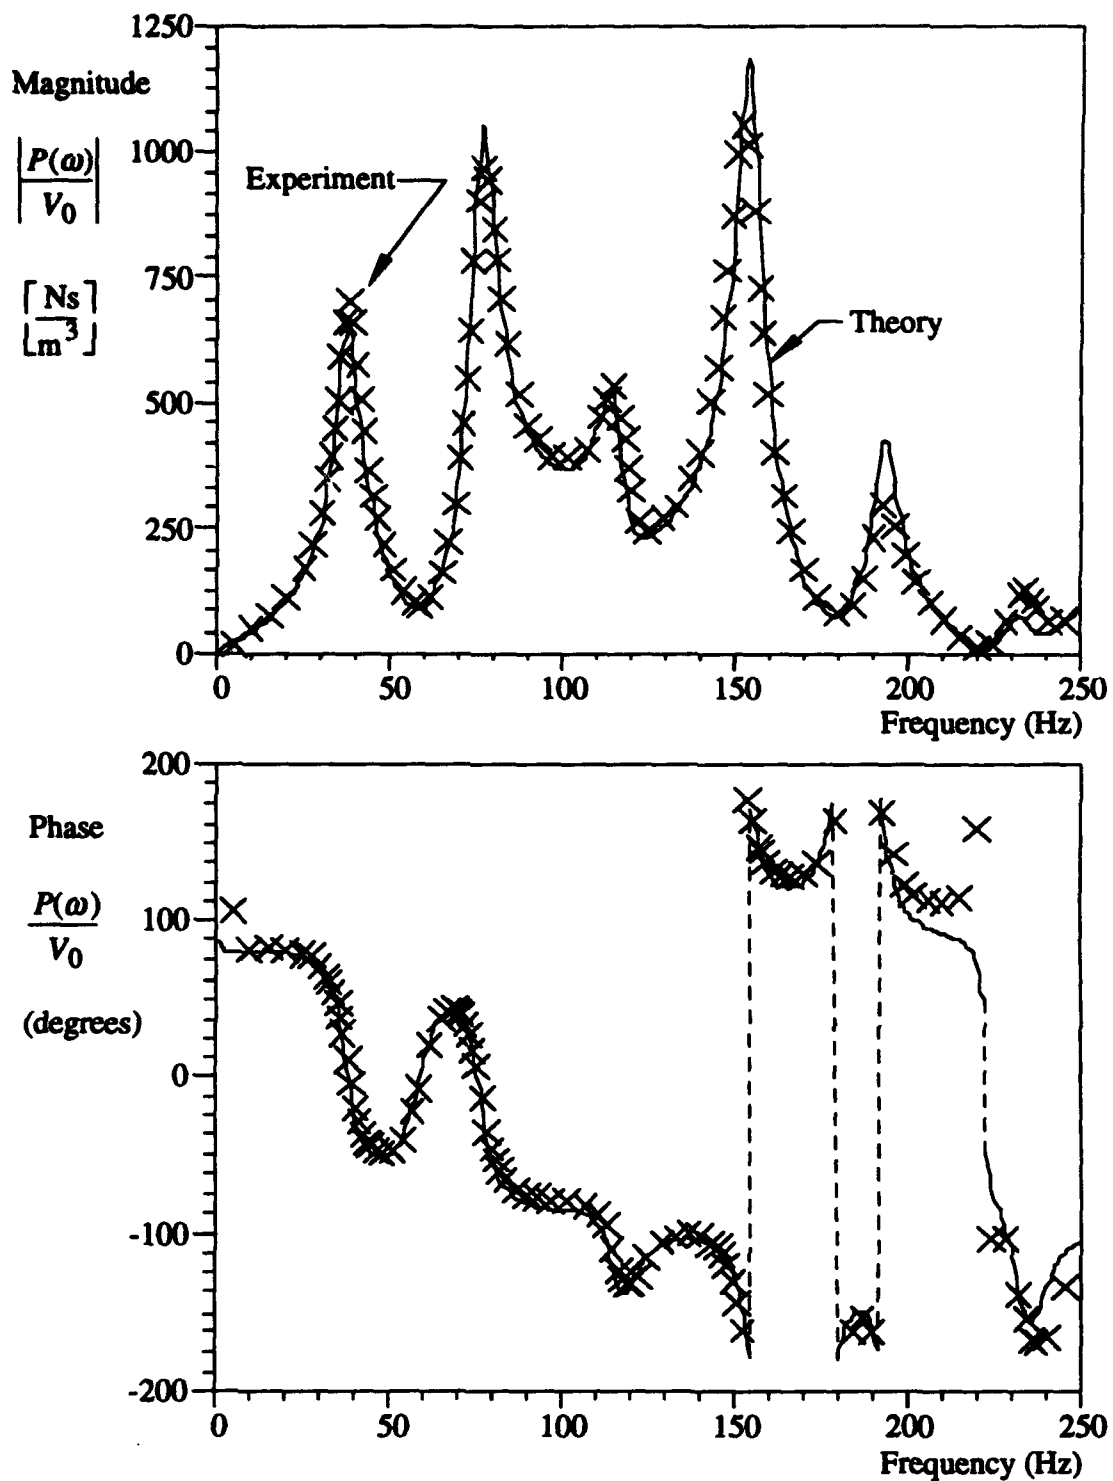 1250
Magnitude
|P(ω)/V₀|
[Ns/m³]
1000
750
500
250
0
Experiment
Theory
0 50 100 150 200 250
Frequency (Hz)
200
Phase
P(ω)/V₀
(degrees)
100
0
-100
-200
0 50 100 150 200 250
Frequency (Hz)